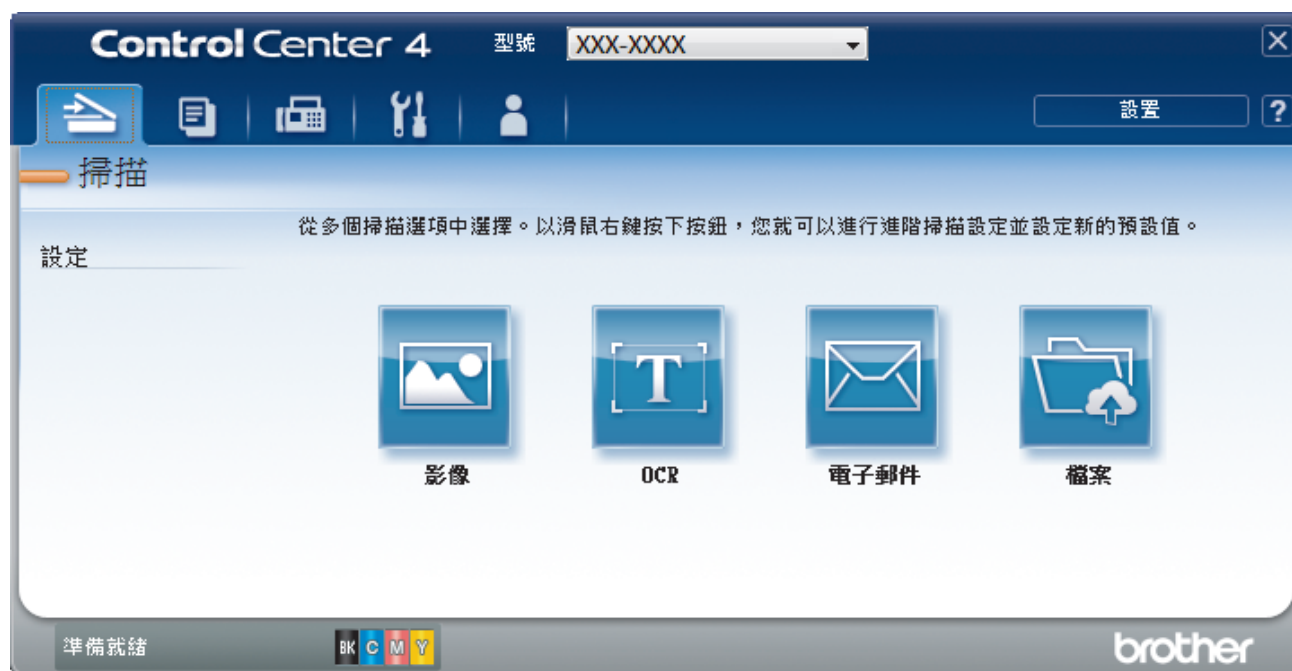 Control Center 4 型號 XXX-XXXX
設置 ?
掃描
從多個掃描選項中選擇。以滑鼠右鍵按下按鈕，您就可以進行進階掃描設定並設定新的預設值。
設定
T
影像 OCR 電子郵件 檔案
準備就緒 BK C M Y brother